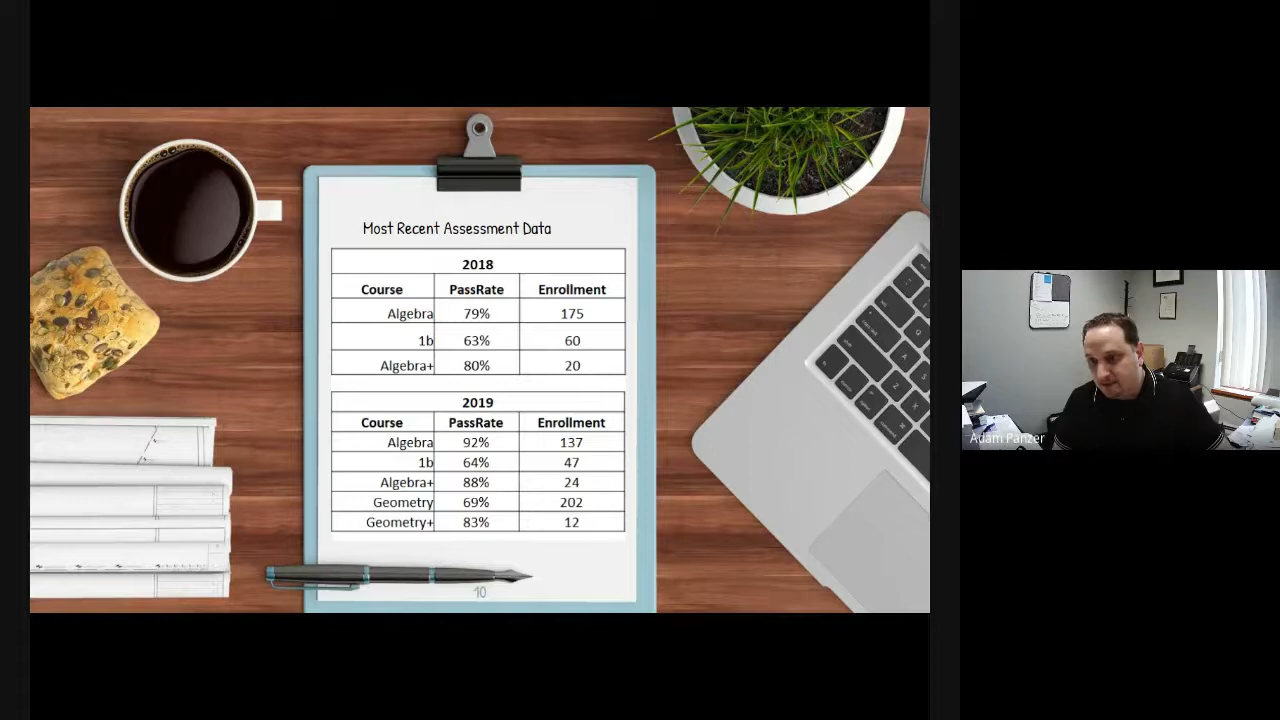 Most Recent Assessment Data
2018
Course PassRate Enrollment
Algebra 79% 175
1b 63% 60
Algebra+ 80% 20
2019
Course PassRate Enrollment
Algebra 92% 137
1b 64% 47
Algebra+ 88% 24
Geometry 69% 202
Geometry+ 83% 12
10
Adam Panzer